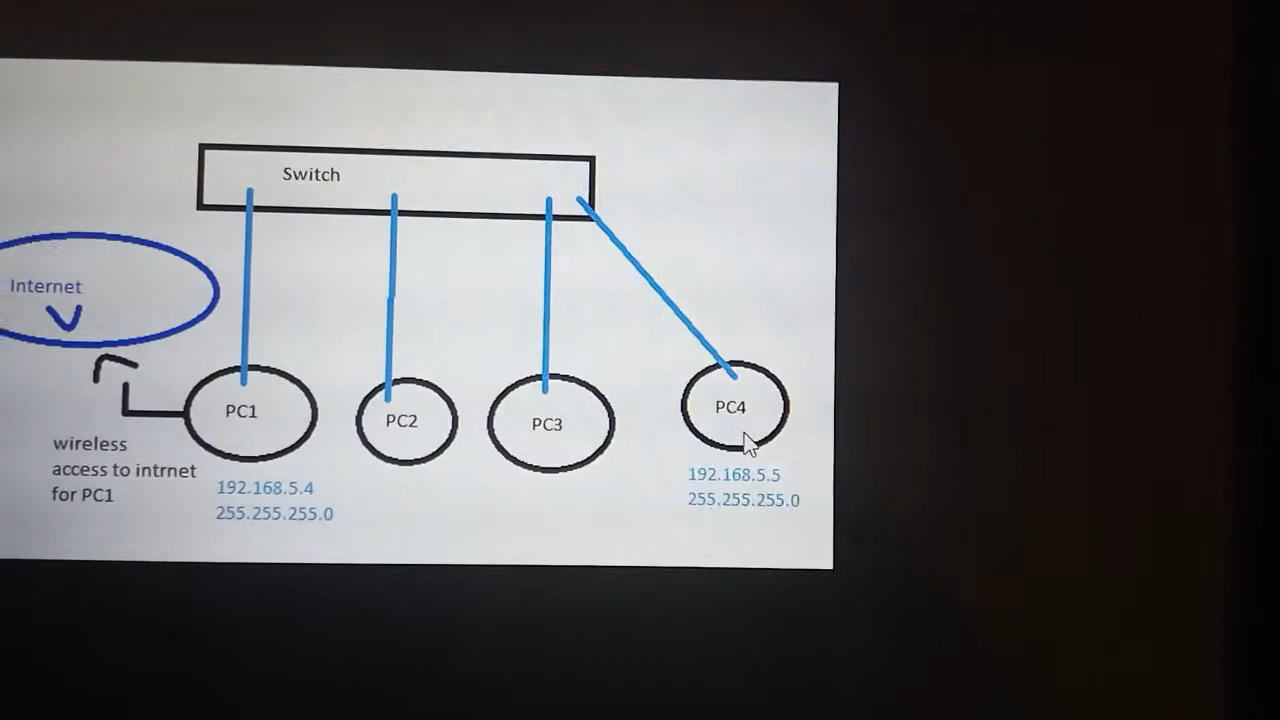 Switch
Internet
PC1
PC2
PC3
PC4
wireless
access to intrnet
for PC1
192.168.5.4
255.255.255.0
192.168.5.5
255.255.255.0